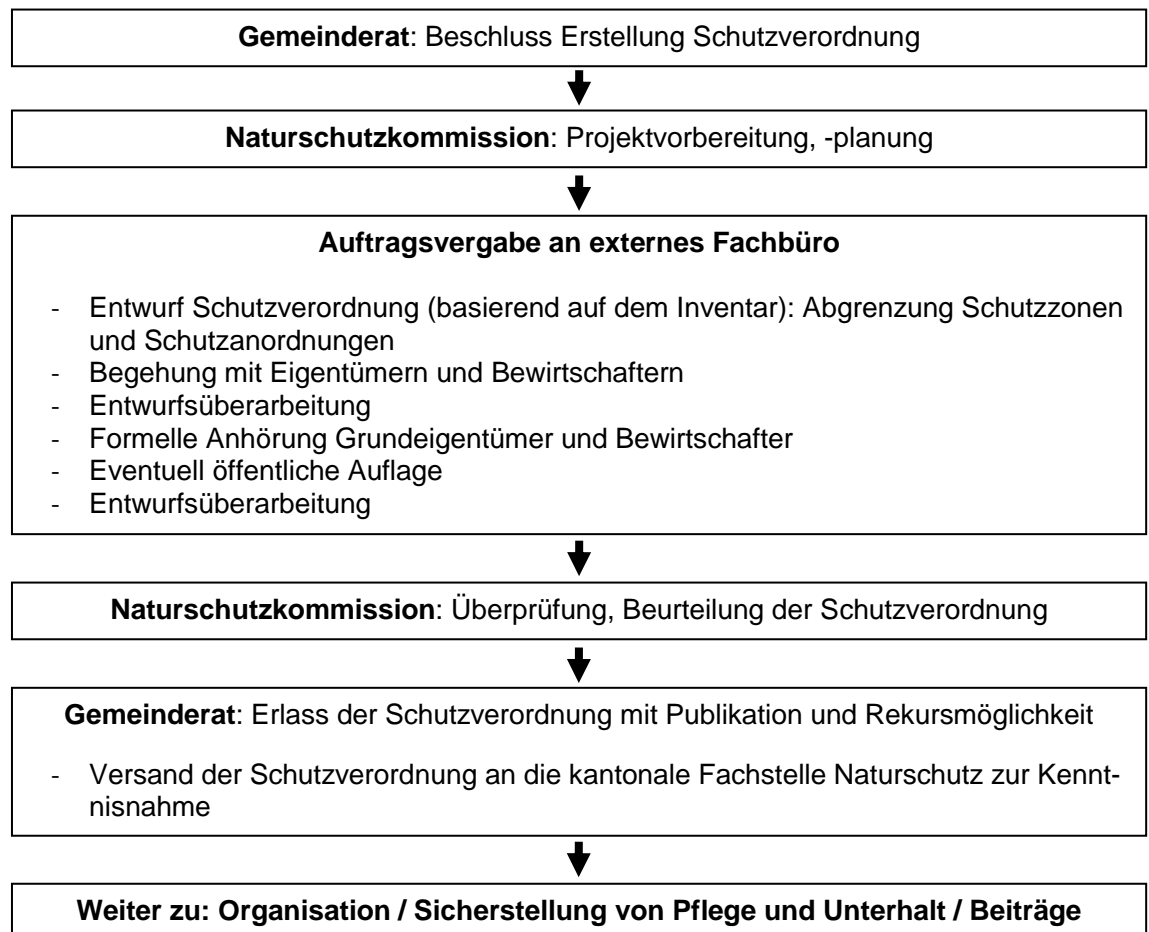 Gemeinderat: Beschluss Erstellung Schutzverordnung
Naturschutzkommission: Projektvorbereitung, -planung
Auftragsvergabe an externes Fachbüro
- Entwurf Schutzverordnung (basierend auf dem Inventar): Abgrenzung Schutzzonen
und Schutzanordnungen
- Begehung mit Eigentümern und Bewirtschaftern
- Entwurfsüberarbeitung
- Formelle Anhörung Grundeigentümer und Bewirtschafter
- Eventuell öffentliche Auflage
- Entwurfsüberarbeitung
Naturschutzkommission: Überprüfung, Beurteilung der Schutzverordnung
Gemeinderat: Erlass der Schutzverordnung mit Publikation und Rekursmöglichkeit
- Versand der Schutzverordnung an die kantonale Fachstelle Naturschutz zur Kennt-
nisnahme
Weiter zu: Organisation / Sicherstellung von Pflege und Unterhalt / Beiträge